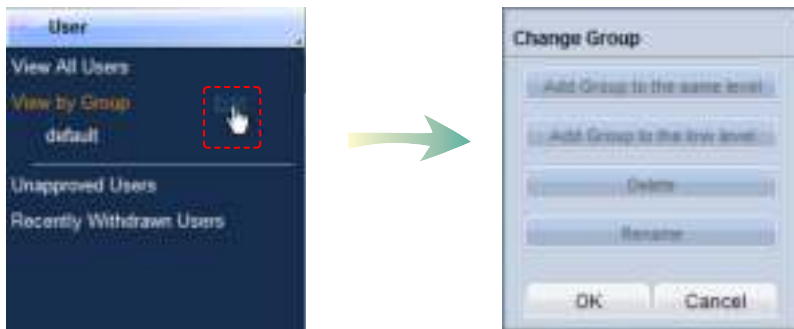 User
View All Users
View by Group
default
Unapproved Users
Recently Withdrawn Users
Change Group
Add Group to the same level
Add Group to the low level
Delete
Rename
OK Cancel